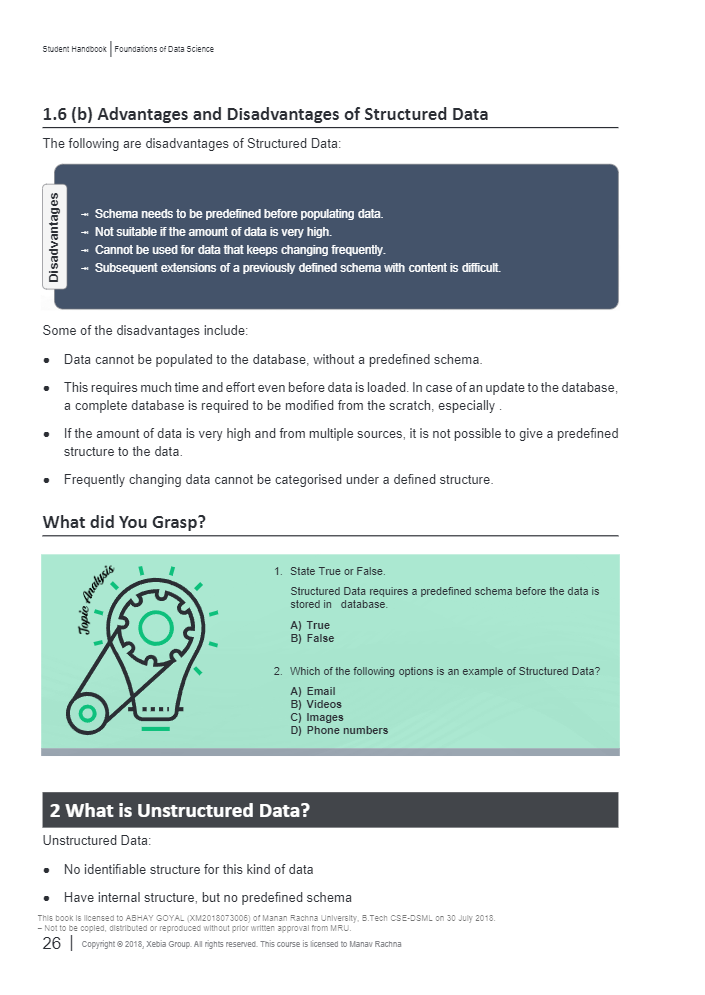 Student Handbook | Foundations of Data Science
1.6 (b) Advantages and Disadvantages of Structured Data
The following are disadvantages of Structured Data:
Disadvantages
→ Schema needs to be predefined before populating data.
→ Not suitable if the amount of data is very high.
→ Cannot be used for data that keeps changing frequently.
→ Subsequent extensions of a previously defined schema with content is difficult.
Some of the disadvantages include:
● Data cannot be populated to the database, without a predefined schema.
● This requires much time and effort even before data is loaded. In case of an update to the database,
a complete database is required to be modified from the scratch, especially .
● If the amount of data is very high and from multiple sources, it is not possible to give a predefined
structure to the data.
● Frequently changing data cannot be categorised under a defined structure.
What did You Grasp?
Topic Analysis
1. State True or False.
Structured Data requires a predefined schema before the data is
stored in database.
A) True
B) False
2. Which of the following options is an example of Structured Data?
A) Email
B) Videos
C) Images
D) Phone numbers
2 What is Unstructured Data?
Unstructured Data:
● No identifiable structure for this kind of data
● Have internal structure, but no predefined schema
This book is licensed to ABHAY GOYAL (XM2018073006) of Manan Rachna University, B.Tech CSE-DSML on 30 July 2018.
– Not to be copied, distributed or reproduced without prior written approval from MRU.
26 | Copyright © 2018, Xebia Group. All rights reserved. This course is licensed to Manav Rachna